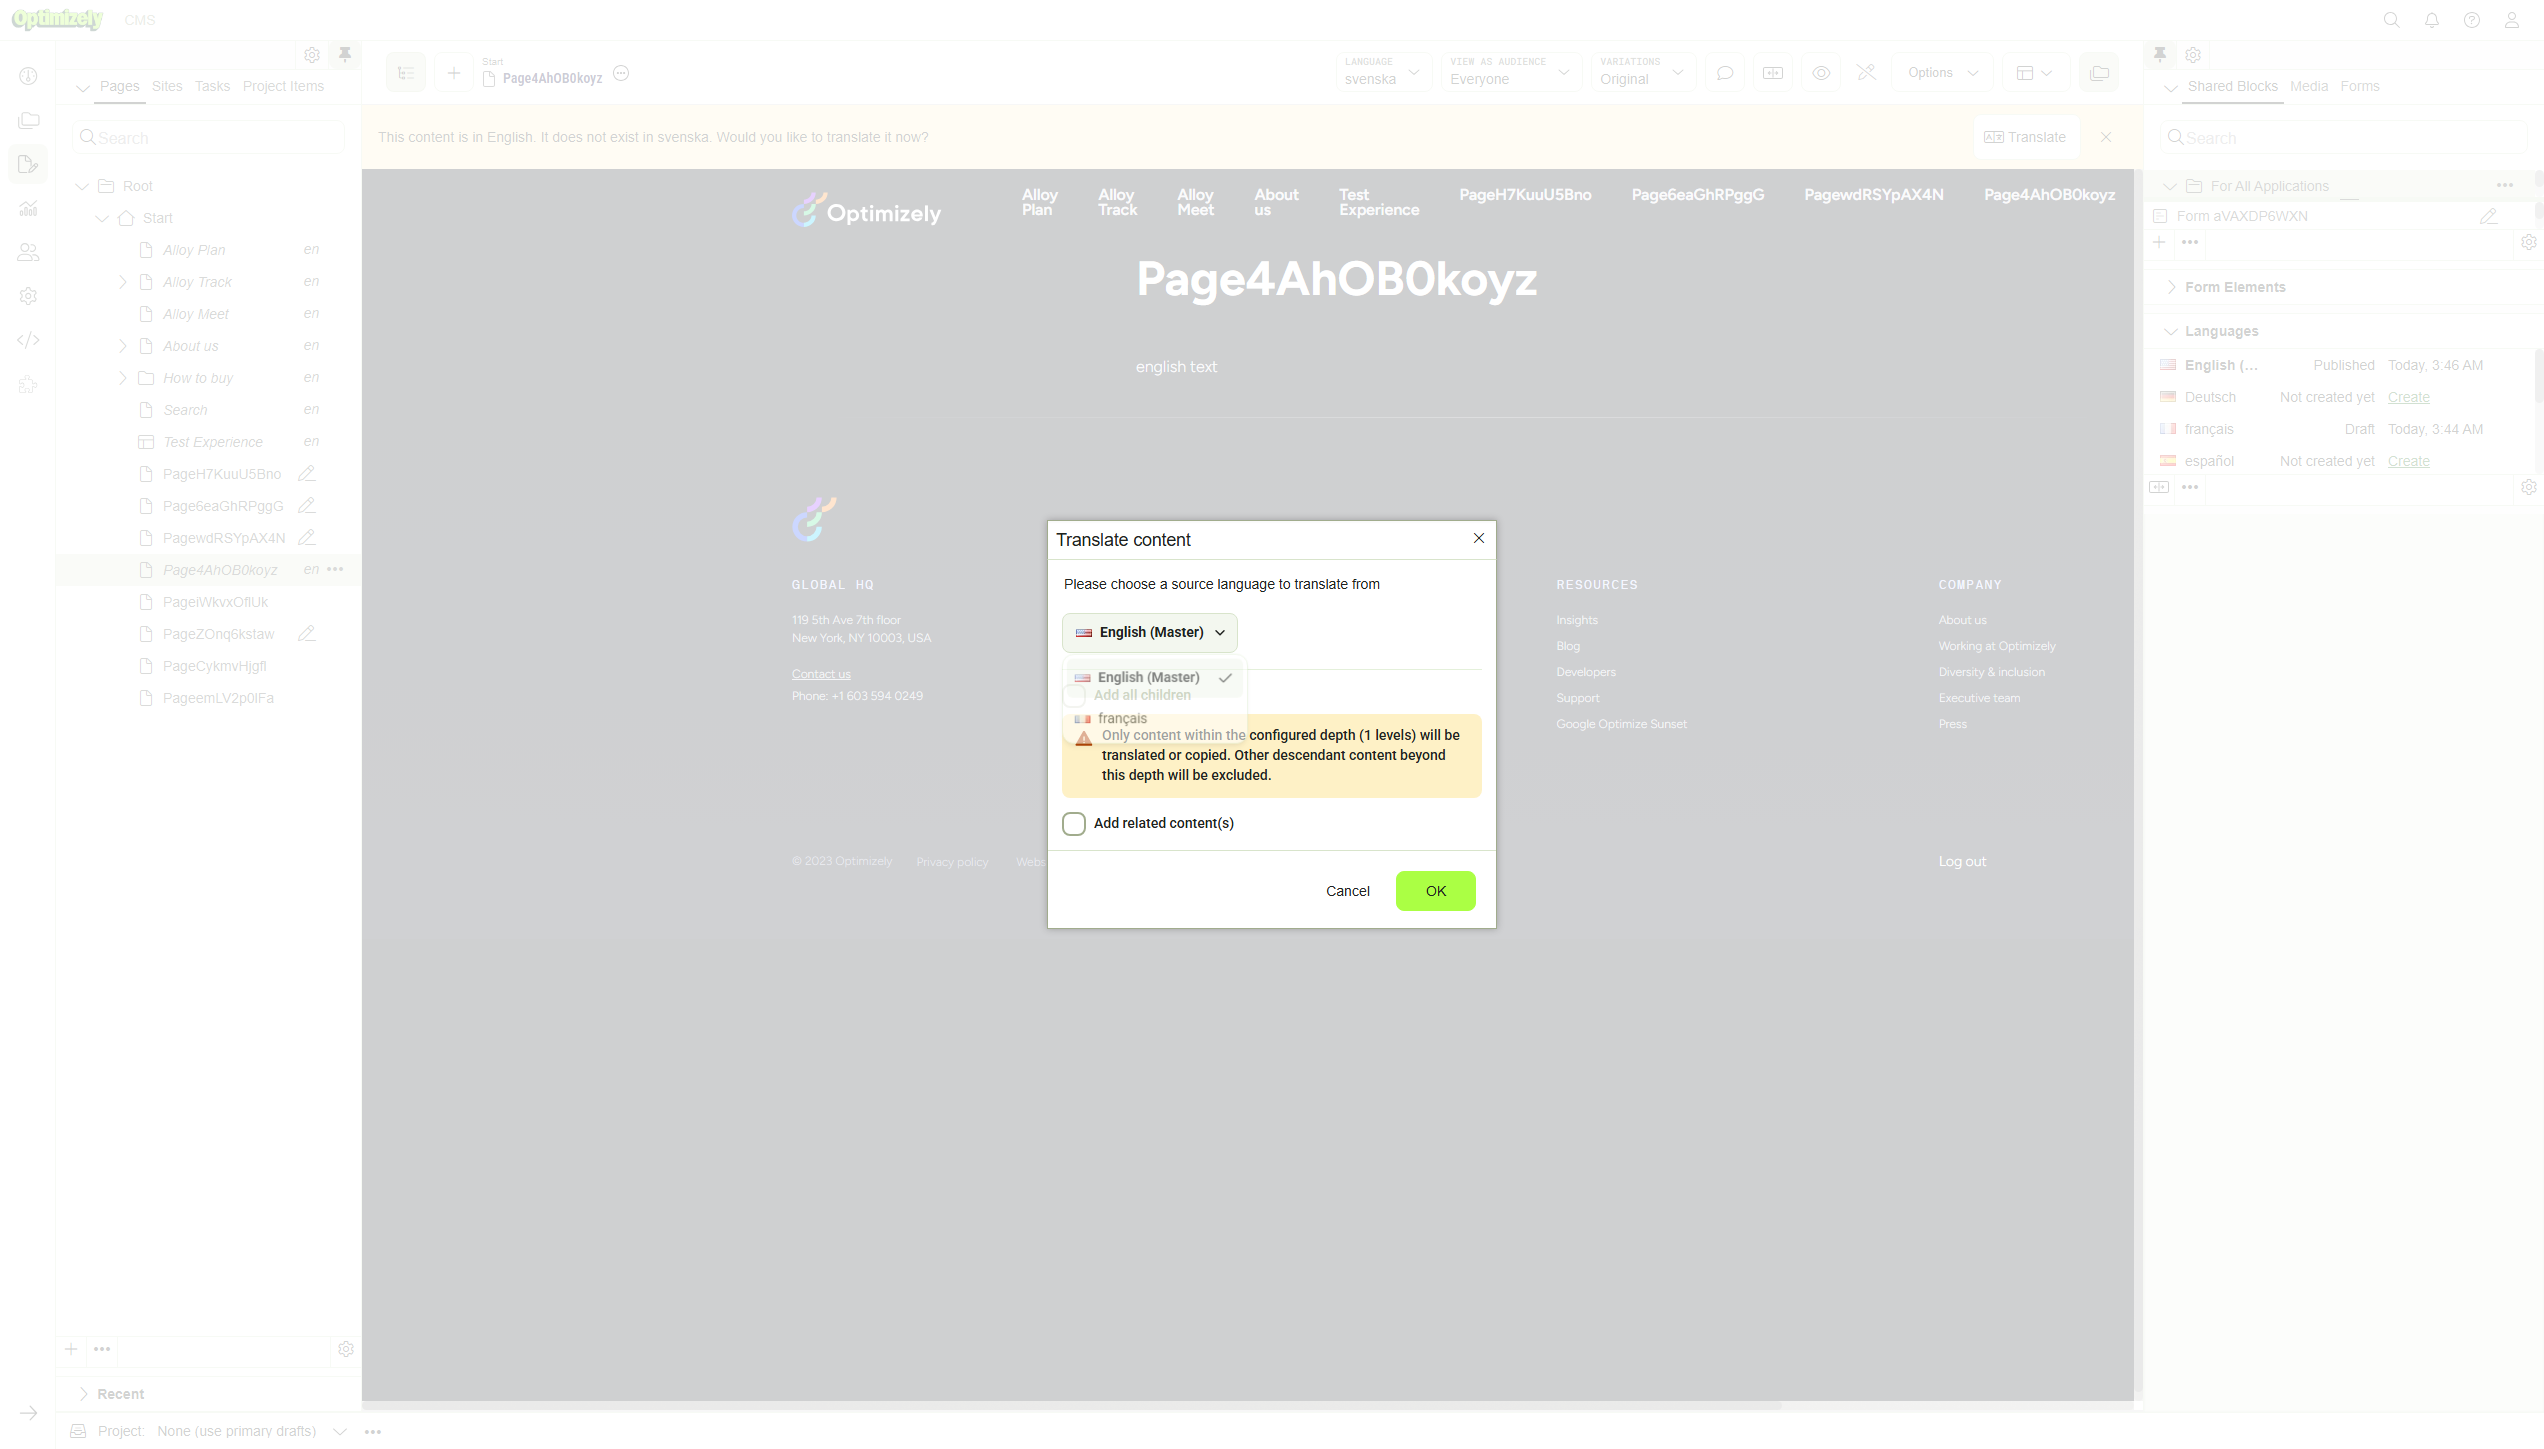 Optimizely CMS
Pages Sites Tasks Project Items
Search
Root
Start
Alloy Plan en
Alloy Track en
Alloy Meet en
About us en
How to buy en
Search en
Test Experience en
PageH7KuuU5Bno
Page6eaGhRPggG
PagewdRSYpAX4N
Page4AhOB0koyz en
PageZOnq6kstaw
Recent
Project: None (use primary drafts)
Start
Page4AhOB0koyz
LANGUAGE
svenska
VIEW AS AUDIENCE
Everyone
VARIATIONS
Original
Options
This content is in English. It does not exist in svenska. Would you like to translate it now?
Translate
Optimizely
Alloy Plan
Alloy Track
Alloy Meet
About us
Test Experience
PageH7KuuU5Bno
Page6eaGhRPggG
PagewdRSYpAX4N
Page4AhOB0koyz
Page4AhOB0koyz
english text
GLOBAL HQ
119 5th Ave 7th floor
New York, NY 10003, USA
Contact us
Phone: +1 603 594 0249
RESOURCES
Insights
Blog
Developers
Support
Google Optimize Sunset
COMPANY
About us
Working at Optimizely
Diversity & inclusion
Executive team
Press
© 2023 Optimizely Privacy policy Webs
Log out
Translate content
Please choose a source language to translate from
English (Master)
English (Master)
Add all children
français
Only content within the configured depth (1 levels) will be
translated or copied. Other descendant content beyond
this depth will be excluded.
Add related content(s)
Cancel OK
Shared Blocks Media Forms
Search
For All Applications
Form aVAXDP6WXN
Form Elements
Languages
English (... Published Today, 3:46 AM
Deutsch Not created yet Create
français Draft Today, 3:44 AM
español Not created yet Create